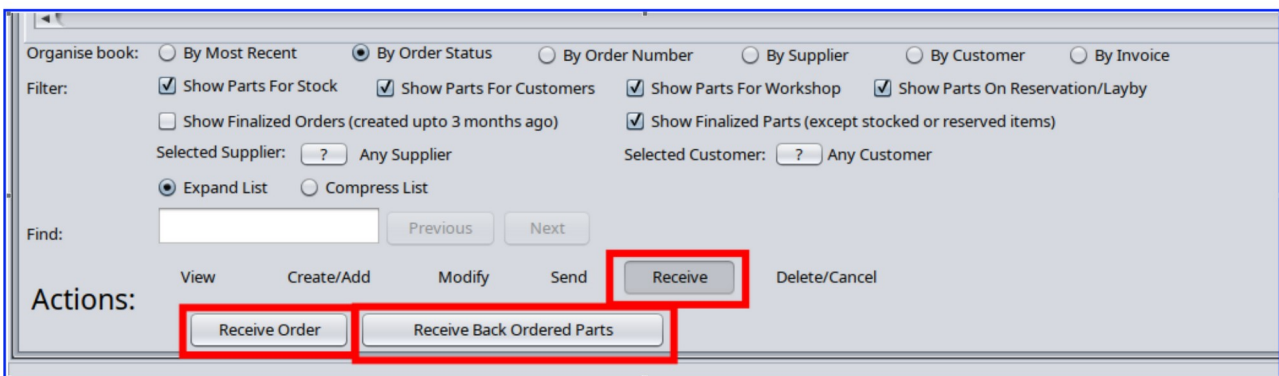 Organise book: By Most Recent By Order Status By Order Number By Supplier By Customer By Invoice
Filter: Show Parts For Stock Show Parts For Customers Show Parts For Workshop Show Parts On Reservation/Layby
Show Finalized Orders (created upto 3 months ago) Show Finalized Parts (except stocked or reserved items)
Selected Supplier: ? Any Supplier Selected Customer: ? Any Customer
Expand List Compress List
Find: Previous Next
Actions: View Create/Add Modify Send Receive Delete/Cancel
Receive Order Receive Back Ordered Parts